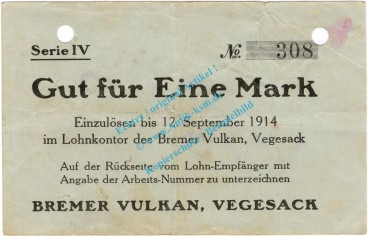 Serie IV
No. 308
Gut für Eine Mark
Einzulösen bis 12. September 1914
im Lohnkontor des Bremer Vulkan, Vegesack
Auf der Rückseite vom Lohn-Empfänger mit
Angabe der Arbeits-Nummer zu unterzeichnen
BREMER VULKAN, VEGESACK